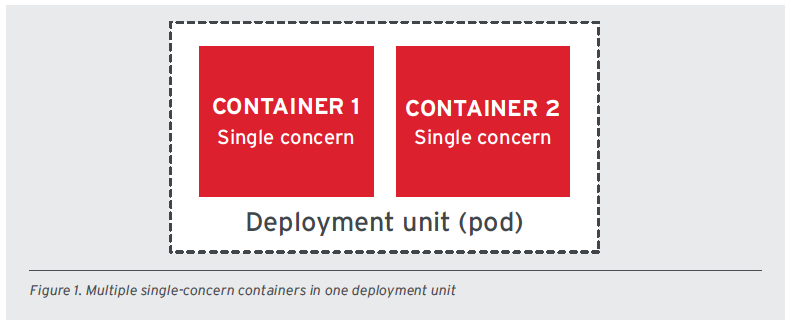 CONTAINER 1
Single concern
CONTAINER 2
Single concern
Deployment unit (pod)
Figure 1. Multiple single-concern containers in one deployment unit